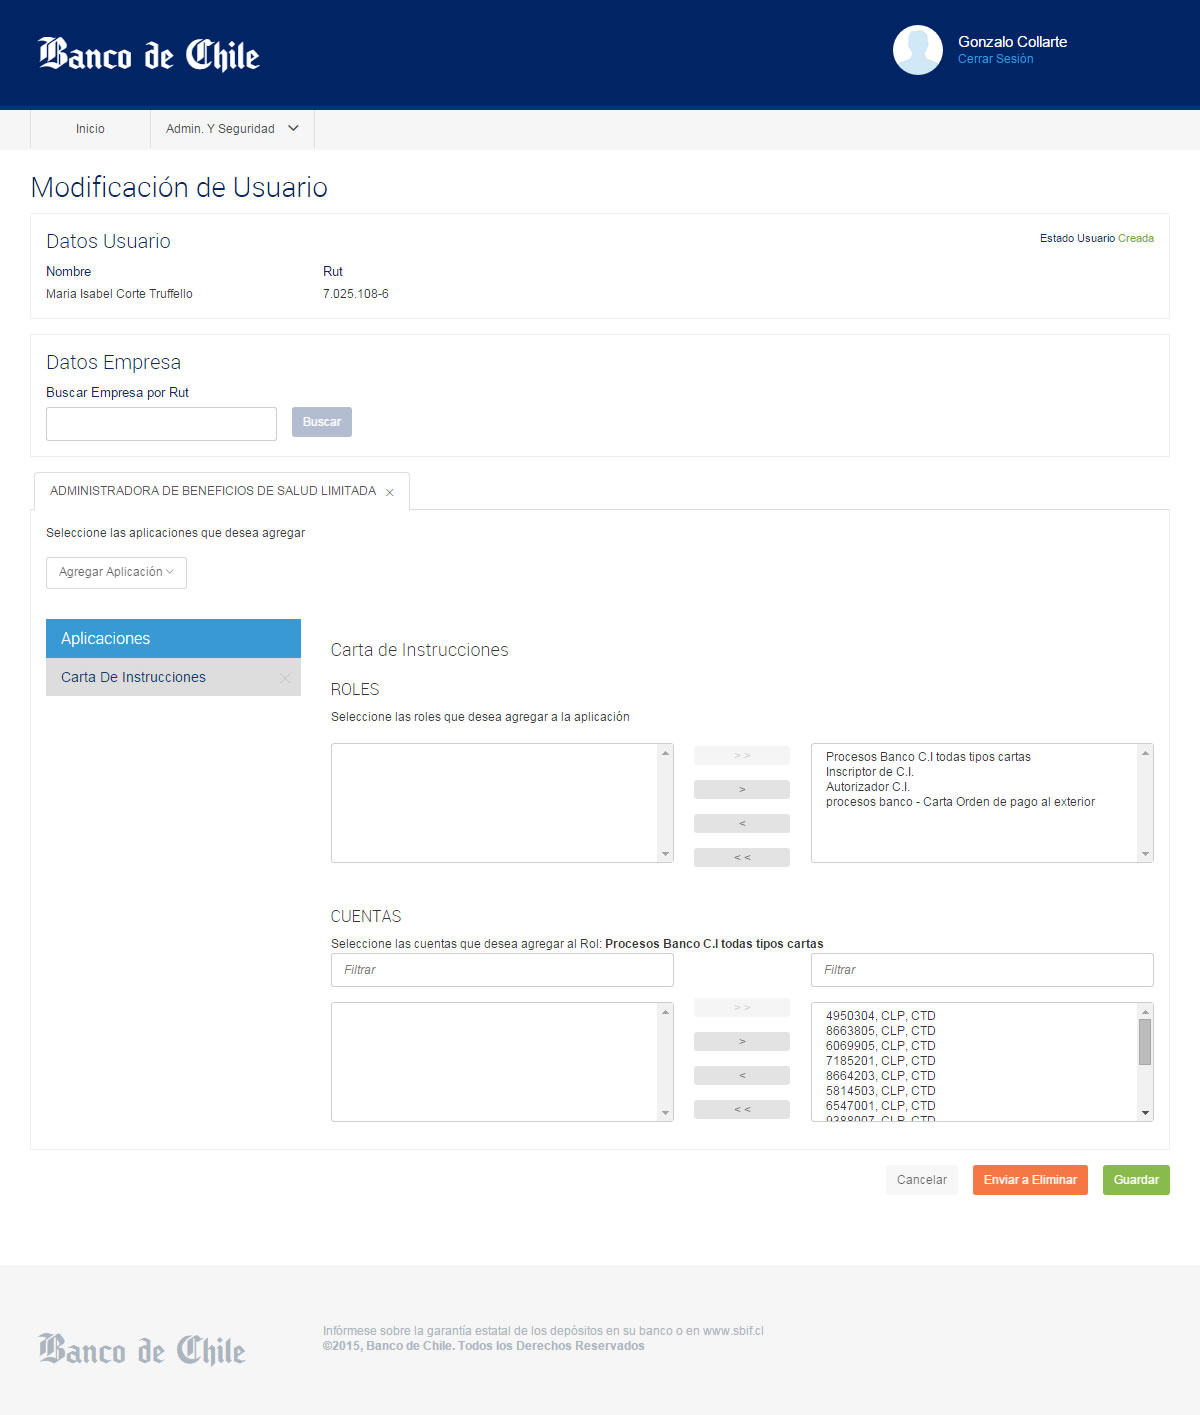 Banco de Chile
Gonzalo Collarte
Cerrar Sesión
Inicio
Admin. Y Seguridad
Modificación de Usuario
Datos Usuario
Estado Usuario Creada
Nombre
Rut
Maria Isabel Corte Truffello
7.025.108-6
Datos Empresa
Buscar Empresa por Rut
Buscar
ADMINISTRADORA DE BENEFICIOS DE SALUD LIMITADA ×
Seleccione las aplicaciones que desea agregar
Agregar Aplicación
Aplicaciones
Carta De Instrucciones
Carta de Instrucciones
ROLES
Seleccione las roles que desea agregar a la aplicación
> >
>
<
< <
Procesos Banco C.I todas tipos cartas
Inscriptor de C.I.
Autorizador C.I.
procesos banco - Carta Orden de pago al exterior
CUENTAS
Seleccione las cuentas que desea agregar al Rol: Procesos Banco C.I todas tipos cartas
Filtrar
Filtrar
> >
>
<
< <
4950304, CLP, CTD
8663805, CLP, CTD
6069905, CLP, CTD
7185201, CLP, CTD
8664203, CLP, CTD
5814503, CLP, CTD
6547001, CLP, CTD
9388007, CLP, CTD
Cancelar
Enviar a Eliminar
Guardar
Banco de Chile
Infórmese sobre la garantía estatal de los depósitos en su banco o en www.sbif.cl
©2015, Banco de Chile. Todos los Derechos Reservados